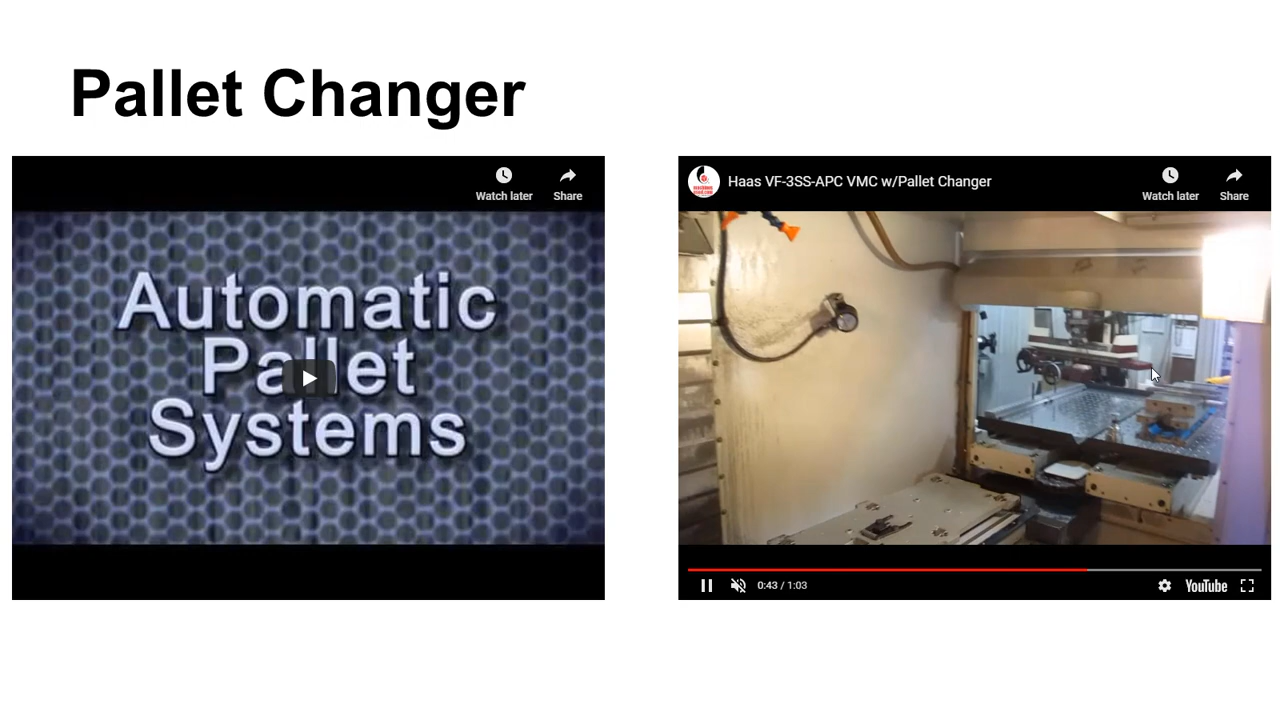 Pallet Changer
Watch later
Share
Automatic
Pallet
Systems
Haas VF-3SS-APC VMC w/Pallet Changer
Watch later
Share
0:43 / 1:03
YouTube